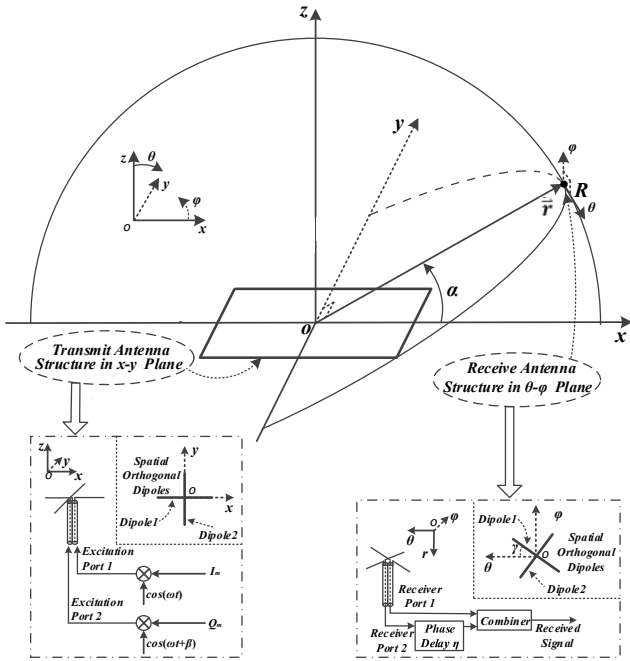 z
y
φ
R
r
θ
z
θ
y
φ
o
x
α
o
x
Transmit Antenna
Structure in x-y Plane
Receive Antenna
Structure in θ-φ Plane
z
y
o
x
Spatial
Orthogonal
Dipoles
y
o
x
Dipole1
Dipole2
Excitation
Port 1
Excitation
Port 2
Im
cos(ωt)
Qm
cos(ωt+β)
o
φ
θ
r
Dipole1
φ
γ
o
θ
Spatial
Orthogonal
Dipoles
Dipole2
Receiver
Port 1
Receiver
Port 2
Phase
Delay η
Combiner
Received
Signal